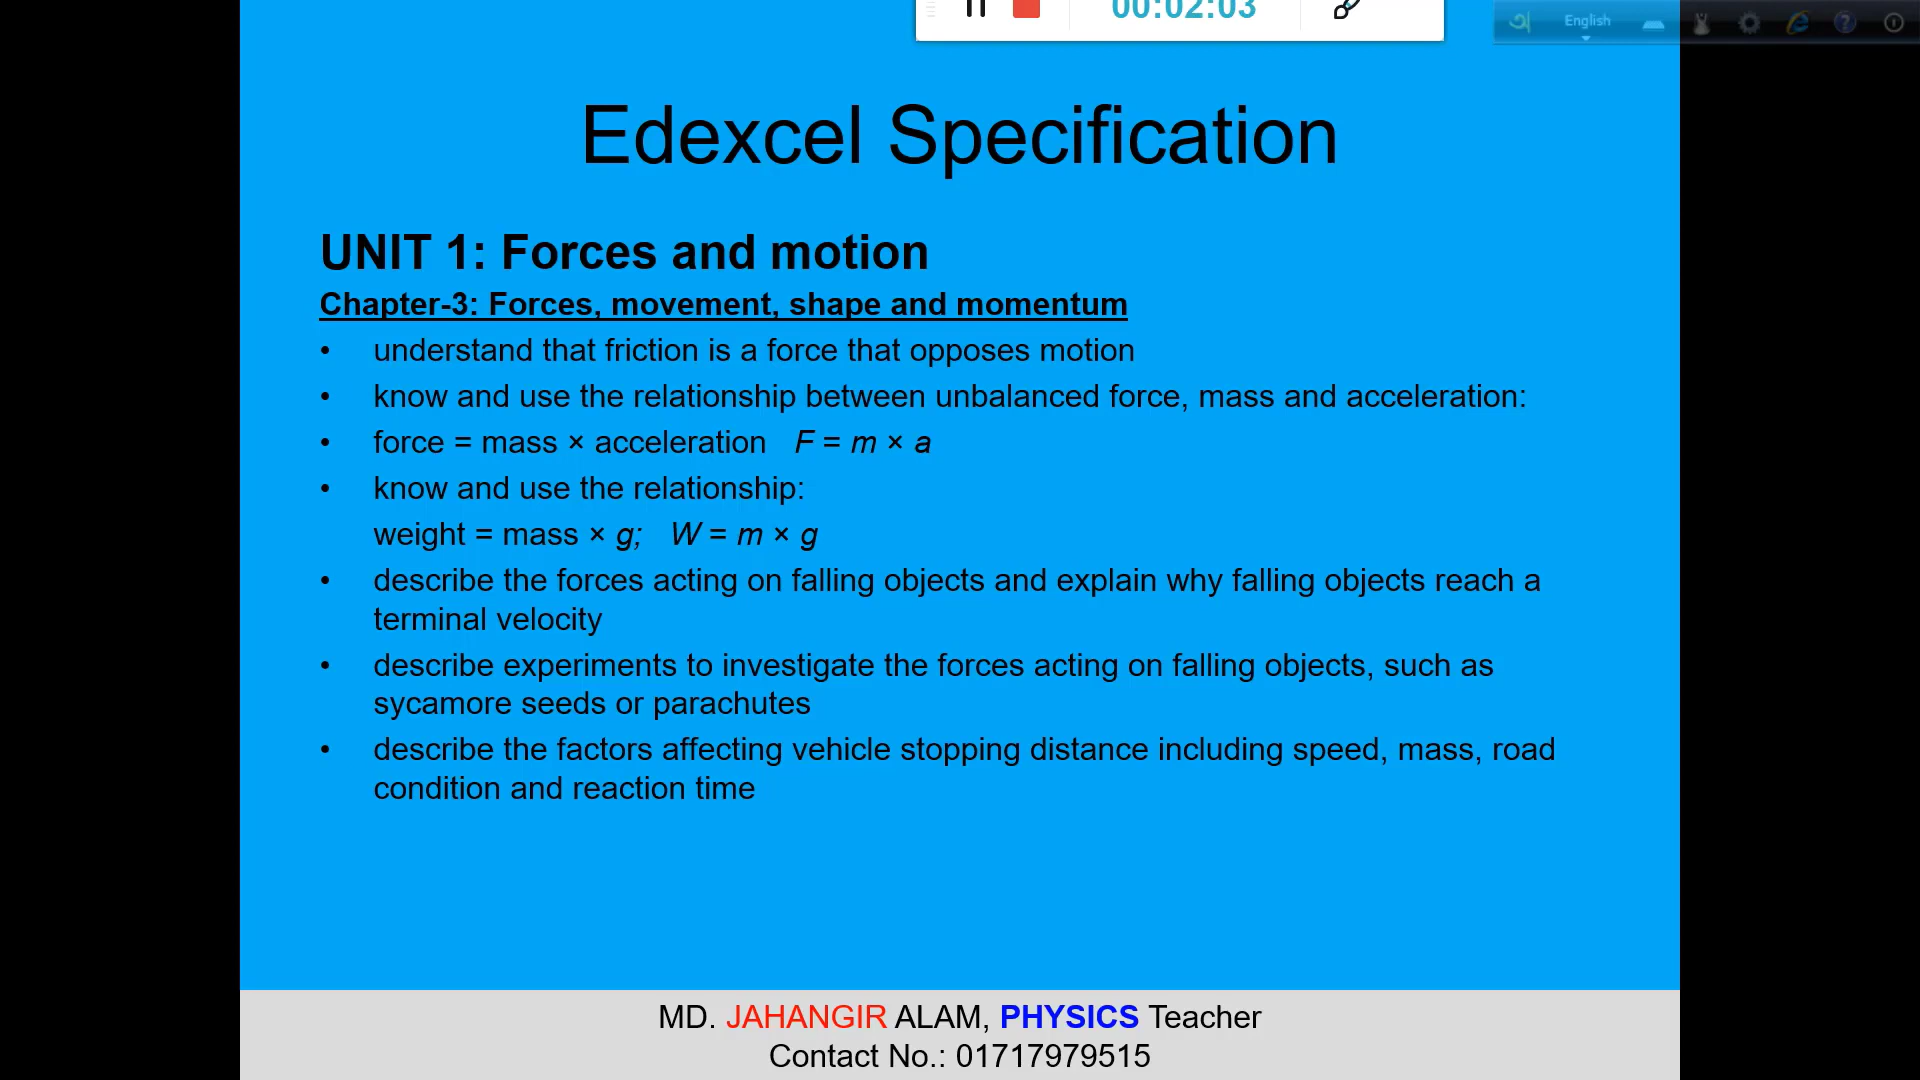 00:02:03
English
Edexcel Specification
UNIT 1: Forces and motion
Chapter-3: Forces, movement, shape and momentum
• understand that friction is a force that opposes motion
• know and use the relationship between unbalanced force, mass and acceleration:
• force = mass × acceleration F = m × a
• know and use the relationship:
weight = mass × g; W = m × g
• describe the forces acting on falling objects and explain why falling objects reach a
terminal velocity
• describe experiments to investigate the forces acting on falling objects, such as
sycamore seeds or parachutes
• describe the factors affecting vehicle stopping distance including speed, mass, road
condition and reaction time
MD. JAHANGIR ALAM, PHYSICS Teacher
Contact No.: 01717979515